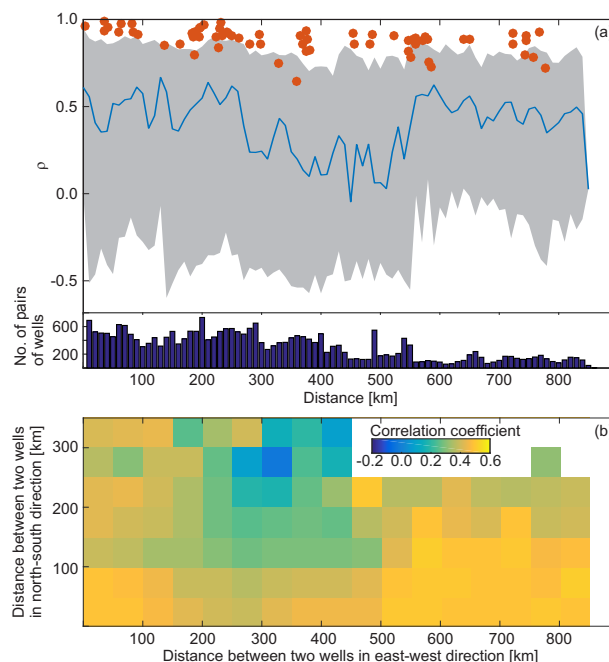 1.0
(a
0.5
ρ
0.0
-0.5
No. of pairs
of wells
600
400
200
100 200 300 400 500 600 700 800
Distance [km]
(b
Correlation coefficient
-0.2 0.0 0.2 0.4 0.6
Distance between two wells
in north-south direction [km]
300
200
100
100 200 300 400 500 600 700 800
Distance between two wells in east-west direction [km]